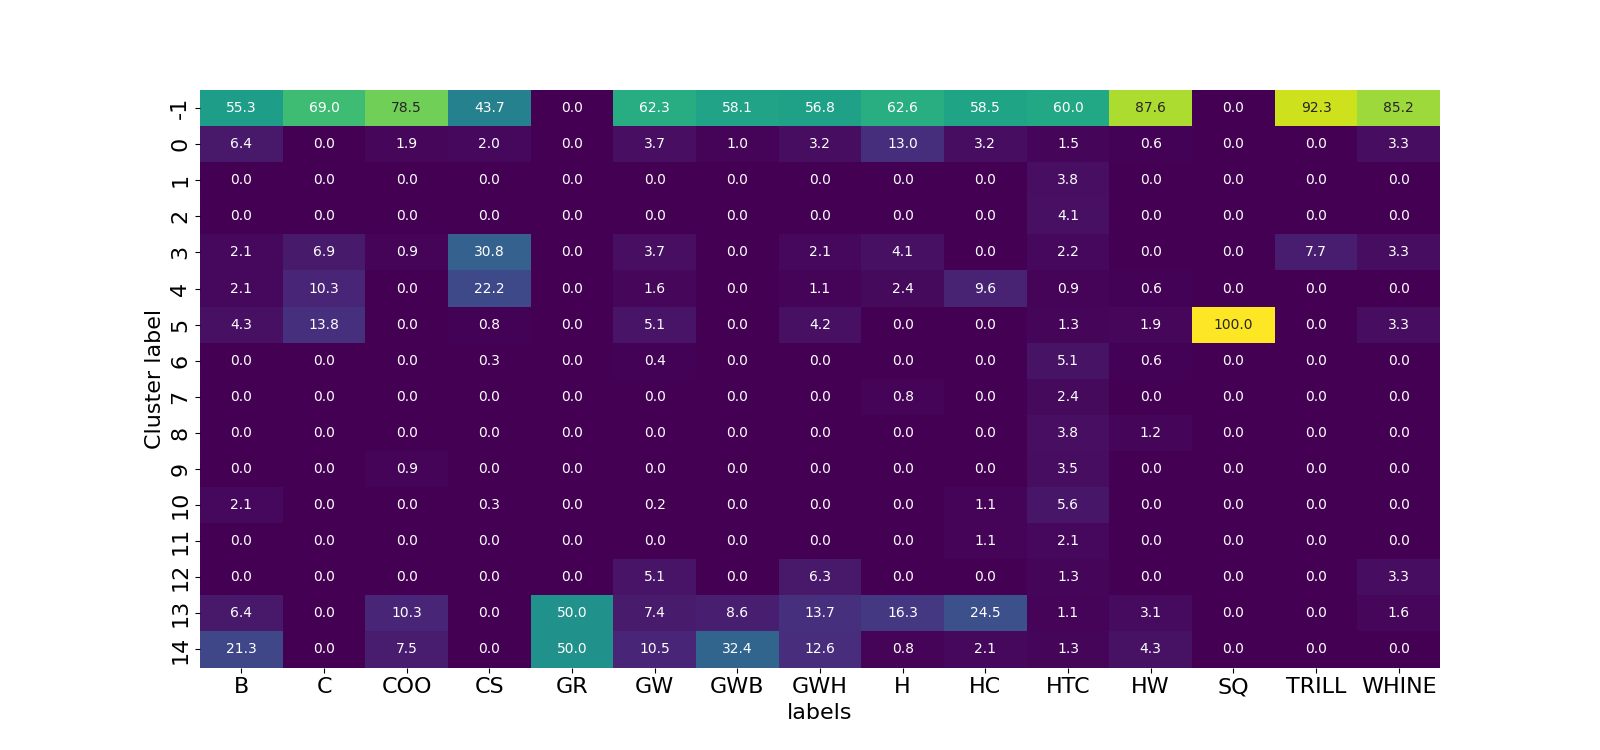 -1 55.3 69.0 78.5 43.7 0.0 62.3 58.1 56.8 62.6 58.5 60.0 87.6 0.0 92.3 85.2
0 6.4 0.0 1.9 2.0 0.0 3.7 1.0 3.2 13.0 3.2 1.5 0.6 0.0 0.0 3.3
1 0.0 0.0 0.0 0.0 0.0 0.0 0.0 0.0 0.0 0.0 3.8 0.0 0.0 0.0 0.0
2 0.0 0.0 0.0 0.0 0.0 0.0 0.0 0.0 0.0 0.0 4.1 0.0 0.0 0.0 0.0
3 2.1 6.9 0.9 30.8 0.0 3.7 0.0 2.1 4.1 0.0 2.2 0.0 0.0 7.7 3.3
4 2.1 10.3 0.0 22.2 0.0 1.6 0.0 1.1 2.4 9.6 0.9 0.6 0.0 0.0 0.0
5 4.3 13.8 0.0 0.8 0.0 5.1 0.0 4.2 0.0 0.0 1.3 1.9 100.0 0.0 3.3
6 0.0 0.0 0.0 0.3 0.0 0.4 0.0 0.0 0.0 0.0 5.1 0.6 0.0 0.0 0.0
7 0.0 0.0 0.0 0.0 0.0 0.0 0.0 0.0 0.8 0.0 2.4 0.0 0.0 0.0 0.0
8 0.0 0.0 0.0 0.0 0.0 0.0 0.0 0.0 0.0 0.0 3.8 1.2 0.0 0.0 0.0
9 0.0 0.0 0.9 0.0 0.0 0.0 0.0 0.0 0.0 0.0 3.5 0.0 0.0 0.0 0.0
10 2.1 0.0 0.0 0.3 0.0 0.2 0.0 0.0 0.0 1.1 5.6 0.0 0.0 0.0 0.0
11 0.0 0.0 0.0 0.0 0.0 0.0 0.0 0.0 0.0 1.1 2.1 0.0 0.0 0.0 0.0
12 0.0 0.0 0.0 0.0 0.0 5.1 0.0 6.3 0.0 0.0 1.3 0.0 0.0 0.0 3.3
13 6.4 0.0 10.3 0.0 50.0 7.4 8.6 13.7 16.3 24.5 1.1 3.1 0.0 0.0 1.6
14 21.3 0.0 7.5 0.0 50.0 10.5 32.4 12.6 0.8 2.1 1.3 4.3 0.0 0.0 0.0
Cluster label
B C COO CS GR GW GWB GWH H HC HTC HW SQ TRILL WHINE
labels